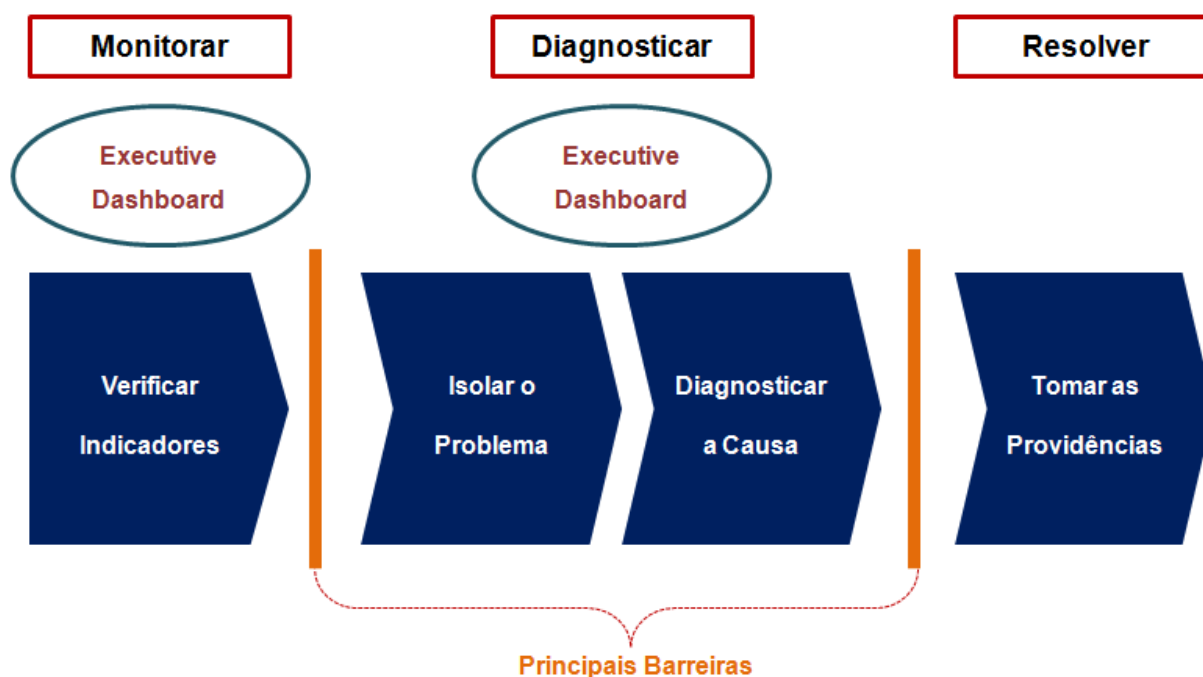 Monitorar
Diagnosticar
Resolver
Executive
Dashboard
Executive
Dashboard
Verificar
Indicadores
Isolar o
Problema
Diagnosticar
a Causa
Tomar as
Providências
Principais Barreiras